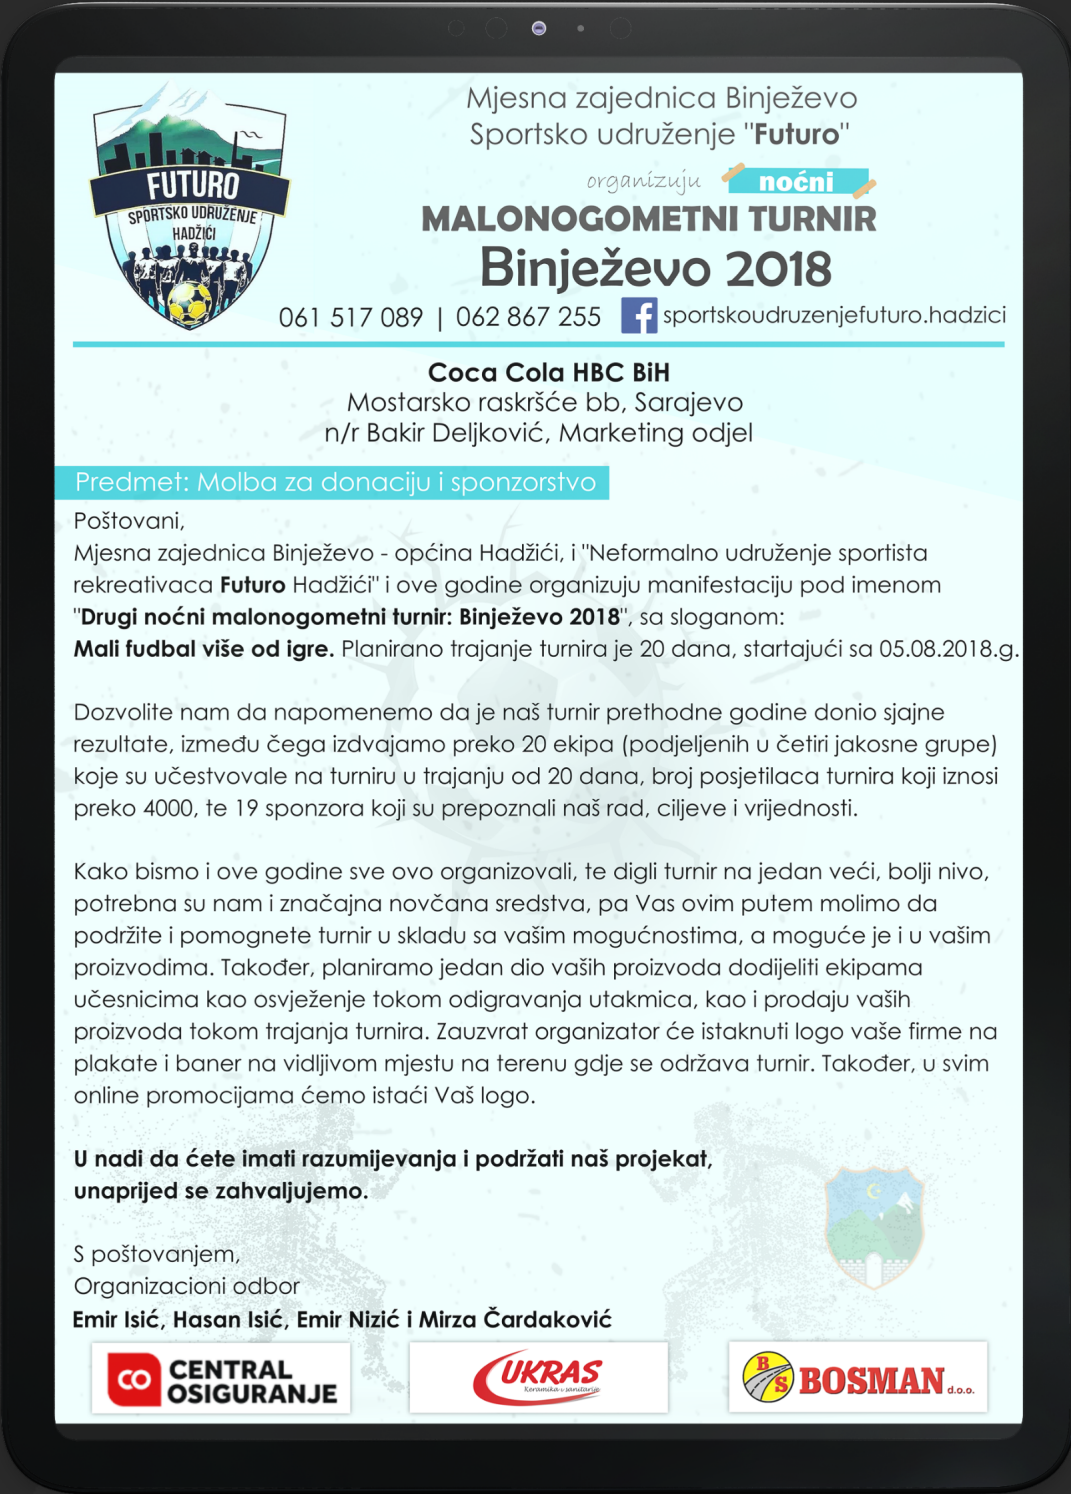 FUTURO
SPORTSKO UDRUŽENJE
HADŽIĆI
Mjesna zajednica Binježevo
Sportsko udruženje "Futuro"
organizuju noćni
MALONOGOMETNI TURNIR
Binježevo 2018
061 517 089 | 062 867 255 f sportskoudruzenjefuturo.hadzici
Coca Cola HBC BiH
Mostarsko raskršće bb, Sarajevo
n/r Bakir Deljković, Marketing odjel
Predmet: Molba za donaciju i sponzorstvo
Poštovani,
Mjesna zajednica Binježevo - općina Hadžići, i "Neformalno udruženje sportista
rekreativaca Futuro Hadžići" i ove godine organizuju manifestaciju pod imenom
"Drugi noćni malonogometni turnir: Binježevo 2018", sa sloganom:
Mali fudbal više od igre. Planirano trajanje turnira je 20 dana, startajući sa 05.08.2018.g.
Dozvolite nam da napomenemo da je naš turnir prethodne godine donio sjajne
rezultate, između čega izdvajamo preko 20 ekipa (podjeljenih u četiri jakosne grupe)
koje su učestvovale na turniru u trajanju od 20 dana, broj posjetilaca turnira koji iznosi
preko 4000, te 19 sponzora koji su prepoznali naš rad, ciljeve i vrijednosti.
Kako bismo i ove godine sve ovo organizovali, te digli turnir na jedan veći, bolji nivo,
potrebna su nam i značajna novčana sredstva, pa Vas ovim putem molimo da
podržite i pomognete turnir u skladu sa vašim mogućnostima, a moguće je i u vašim
proizvodima. Također, planiramo jedan dio vaših proizvoda dodijeliti ekipama
učesnicima kao osvježenje tokom odigravanja utakmica, kao i prodaju vaših
proizvoda tokom trajanja turnira. Zauzvrat organizator će istaknuti logo vaše firme na
plakate i baner na vidljivom mjestu na terenu gdje se održava turnir. Također, u svim
online promocijama ćemo istaći Vaš logo.
U nadi da ćete imati razumijevanja i podržati naš projekat,
unaprijed se zahvaljujemo.
S poštovanjem,
Organizacioni odbor
Emir Isić, Hasan Isić, Emir Nizić i Mirza Čardaković
CO CENTRAL
OSIGURANJE
UKRAS
Keramika i sanitarije
BS BOSMAN d.o.o.